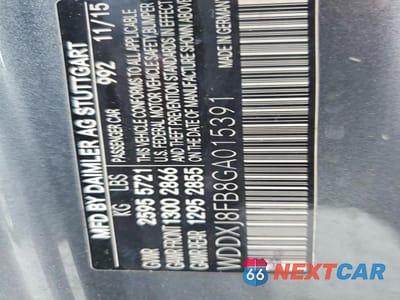 MFD BY DAIMLER AG STUTTGART
PASSENGER CAR 992 11/15
KG LBS
GVWR 2595 5721
GAWR FRONT 1300 2866
GAWR REAR 1295 2855
THIS VEHICLE CONFORMS TO ALL APPLICABLE
U.S. FEDERAL MOTOR VEHICLE SAFETY BUMPER
AND THEFT PREVENTION STANDARDS IN EFFECT
ON THE DATE OF MANUFACTURE SHOWN ABOVE
WDDXJ8FB8GA015391
MADE IN GERMANY
66 NEXTCAR